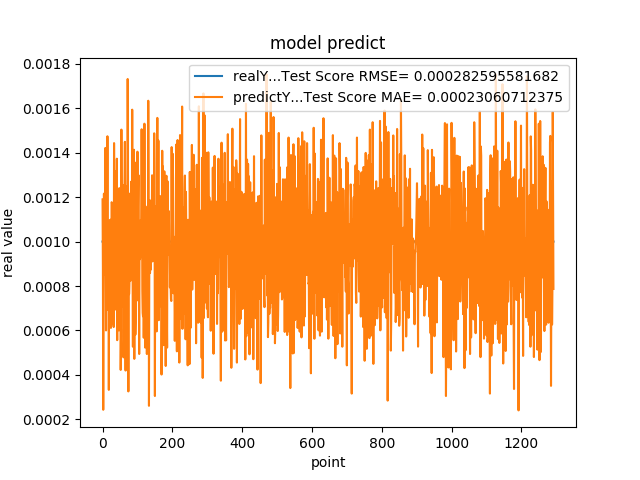 model predict
realY...Test Score RMSE= 0.000282595581682
predictY...Test Score MAE= 0.00023060712375
0.0018
0.0016
0.0014
0.0012
0.0010
0.0008
0.0006
0.0004
0.0002
real value
0 200 400 600 800 1000 1200
point